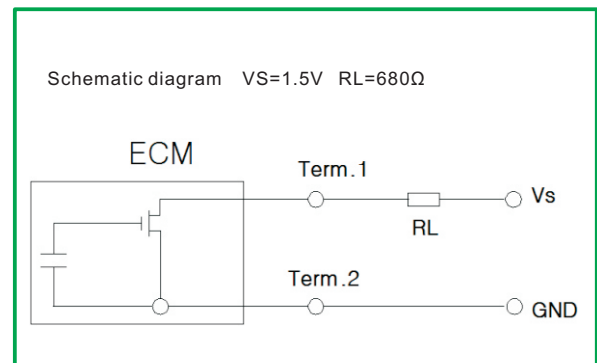 Schematic diagram VS=1.5V RL=680Ω
ECM
Term.1
Vs
RL
Term.2
GND